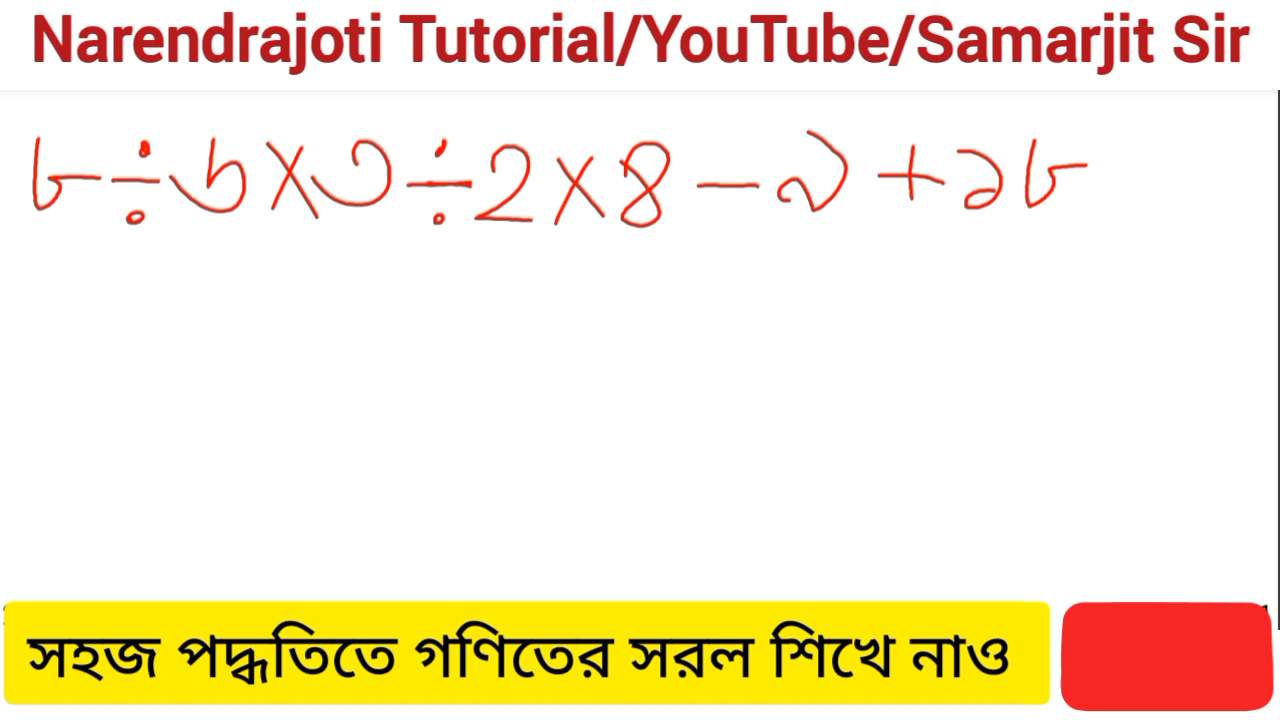 Narendrajoti Tutorial/YouTube/Samarjit Sir
৮ ÷ ৬ × ৩ ÷ ২ × ৪ − ৯ + ১৮
সহজ পদ্ধতিতে গণিতের সরল শিখে নাও